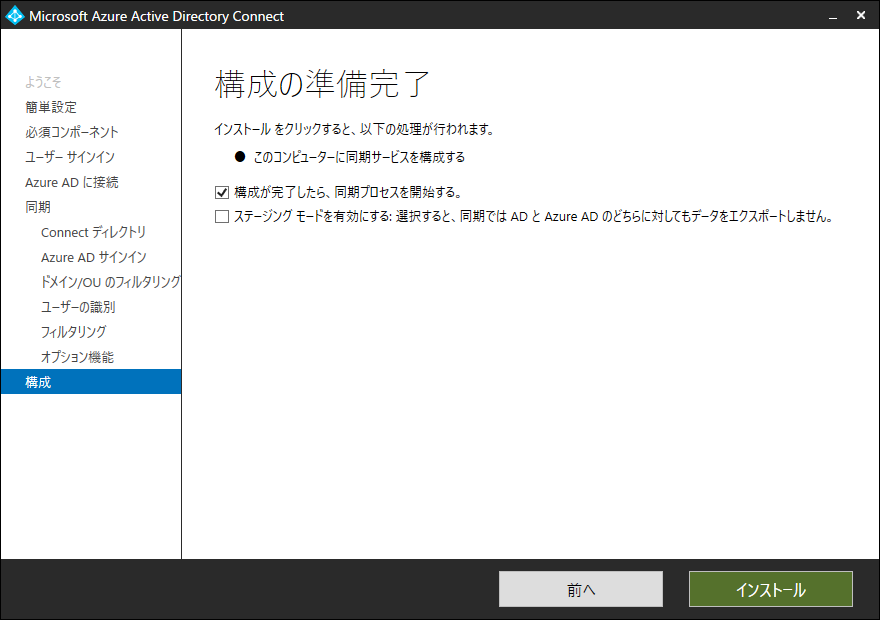 Microsoft Azure Active Directory Connect
ようこそ
簡単設定
必須コンポーネント
ユーザー サインイン
Azure AD に接続
同期
Connect ディレクトリ
Azure AD サインイン
ドメイン/OU のフィルタリング
ユーザーの識別
フィルタリング
オプション機能
構成
構成の準備完了
インストール をクリックすると、以下の処理が行われます。
● このコンピューターに同期サービスを構成する
構成が完了したら、同期プロセスを開始する。
ステージング モードを有効にする: 選択すると、同期では AD と Azure AD のどちらに対してもデータをエクスポートしません。
前へ
インストール